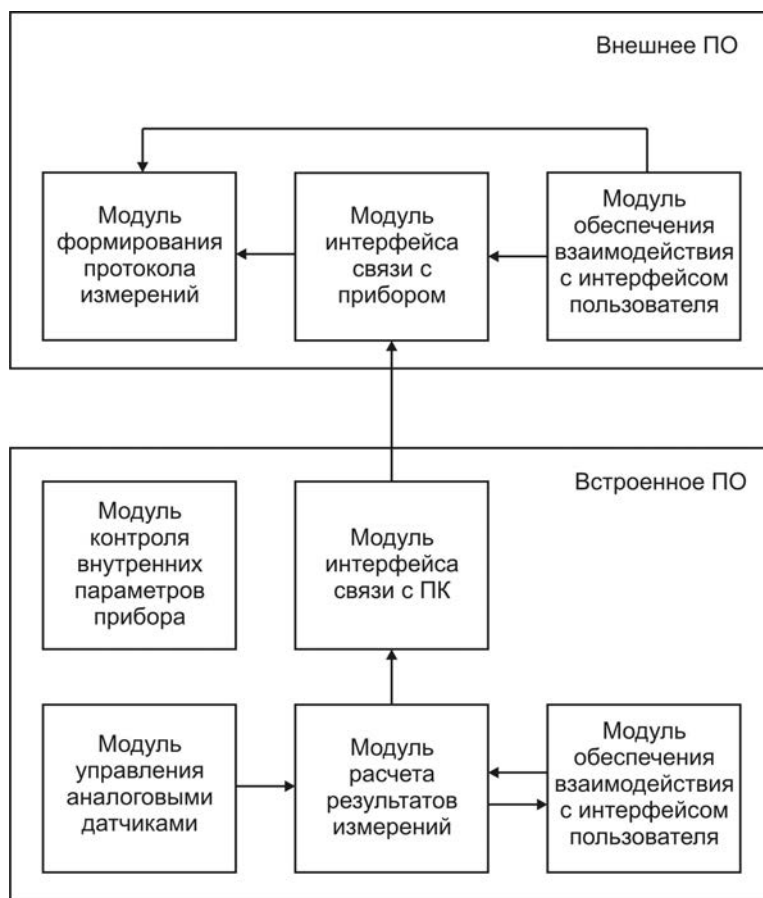 Внешнее ПО
Модуль
формирования
протокола
измерений
Модуль
интерфейса
связи с
прибором
Модуль
обеспечения
взаимодействия
с интерфейсом
пользователя
Встроенное ПО
Модуль
контроля
внутренних
параметров
прибора
Модуль
интерфейса
связи с ПК
Модуль
управления
аналоговыми
датчиками
Модуль
расчета
результатов
измерений
Модуль
обеспечения
взаимодействия
с интерфейсом
пользователя